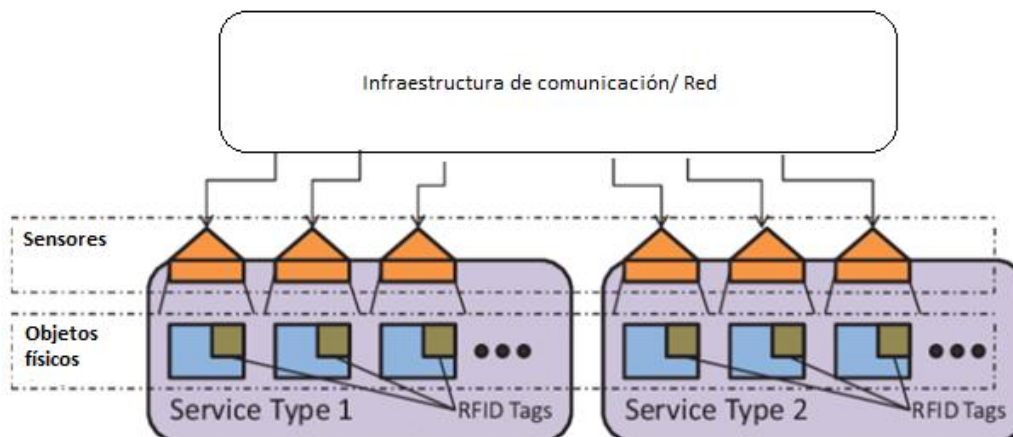 Infraestructura de comunicación/ Red
Sensores
Objetos
físicos
Service Type 1
RFID Tags
Service Type 2
RFID Tags